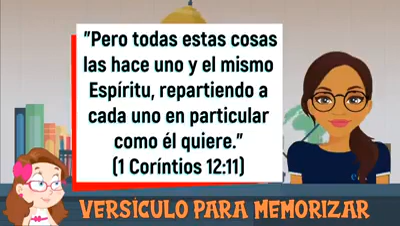 "Pero todas estas cosas
las hace uno y el mismo
Espíritu, repartiendo a
cada uno en particular
como él quiere."
(1 Coríntios 12:11)
VERSÍCULO PARA MEMORIZAR